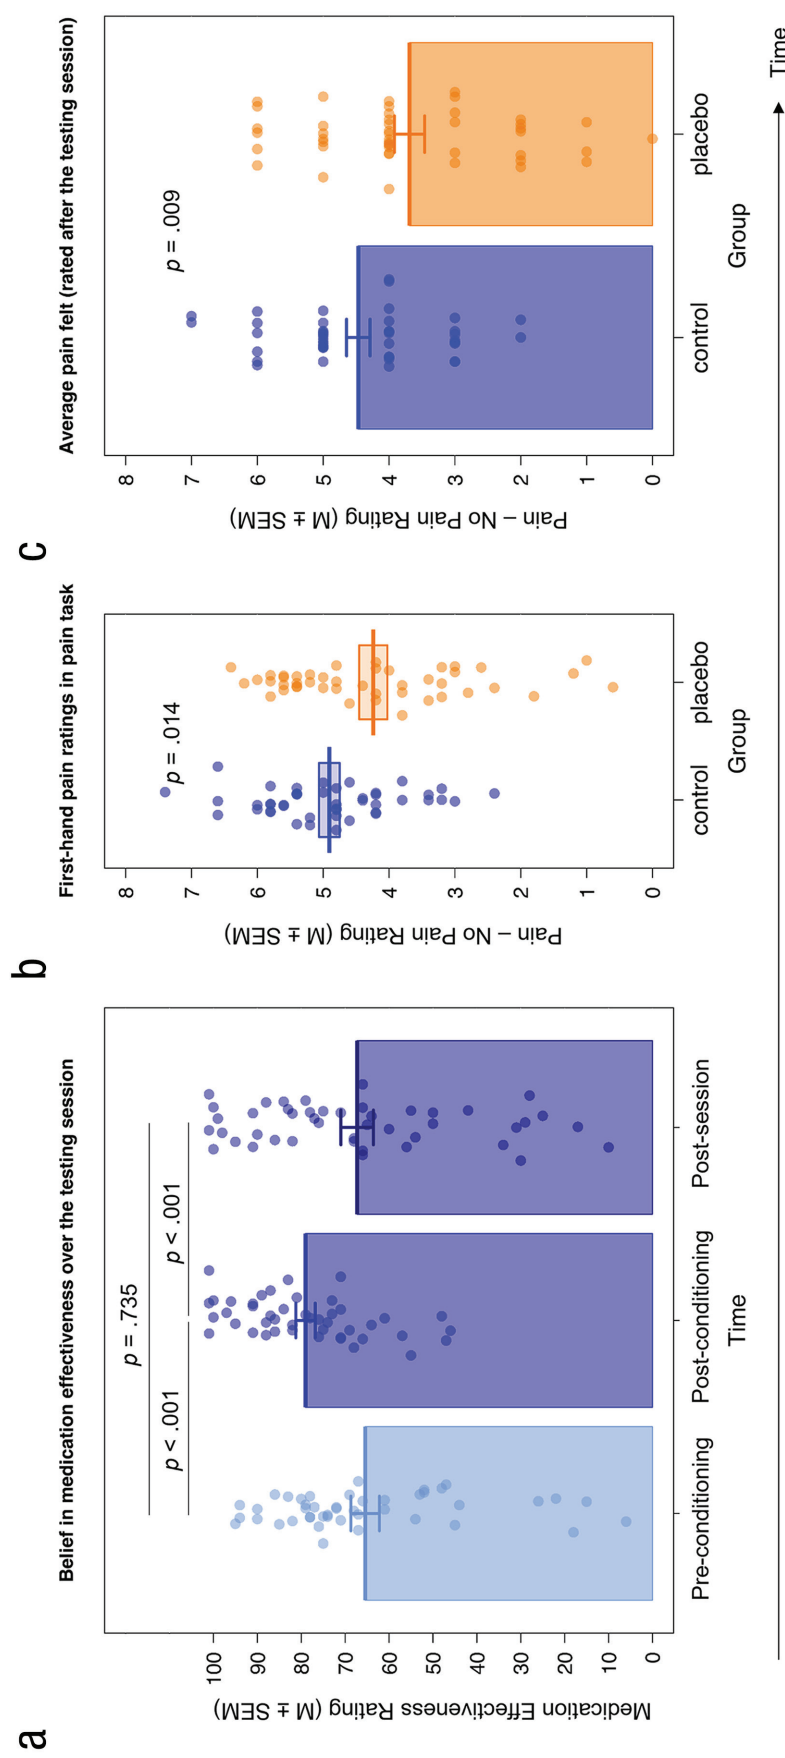 a
Belief in medication effectiveness over the testing session
Medication Effectiveness Rating (M ± SEM)
100
90
80
70
60
50
40
30
20
10
0
p = .735
p < .001
p < .001
Pre-conditioning
Post-conditioning
Post-session
Time
b
First-hand pain ratings in pain task
Pain – No Pain Rating (M ± SEM)
8
7
6
5
4
3
2
1
0
p = .014
control
placebo
Group
c
Average pain felt (rated after the testing session)
Pain – No Pain Rating (M ± SEM)
8
7
6
5
4
3
2
1
0
p = .009
control
placebo
Group
Time